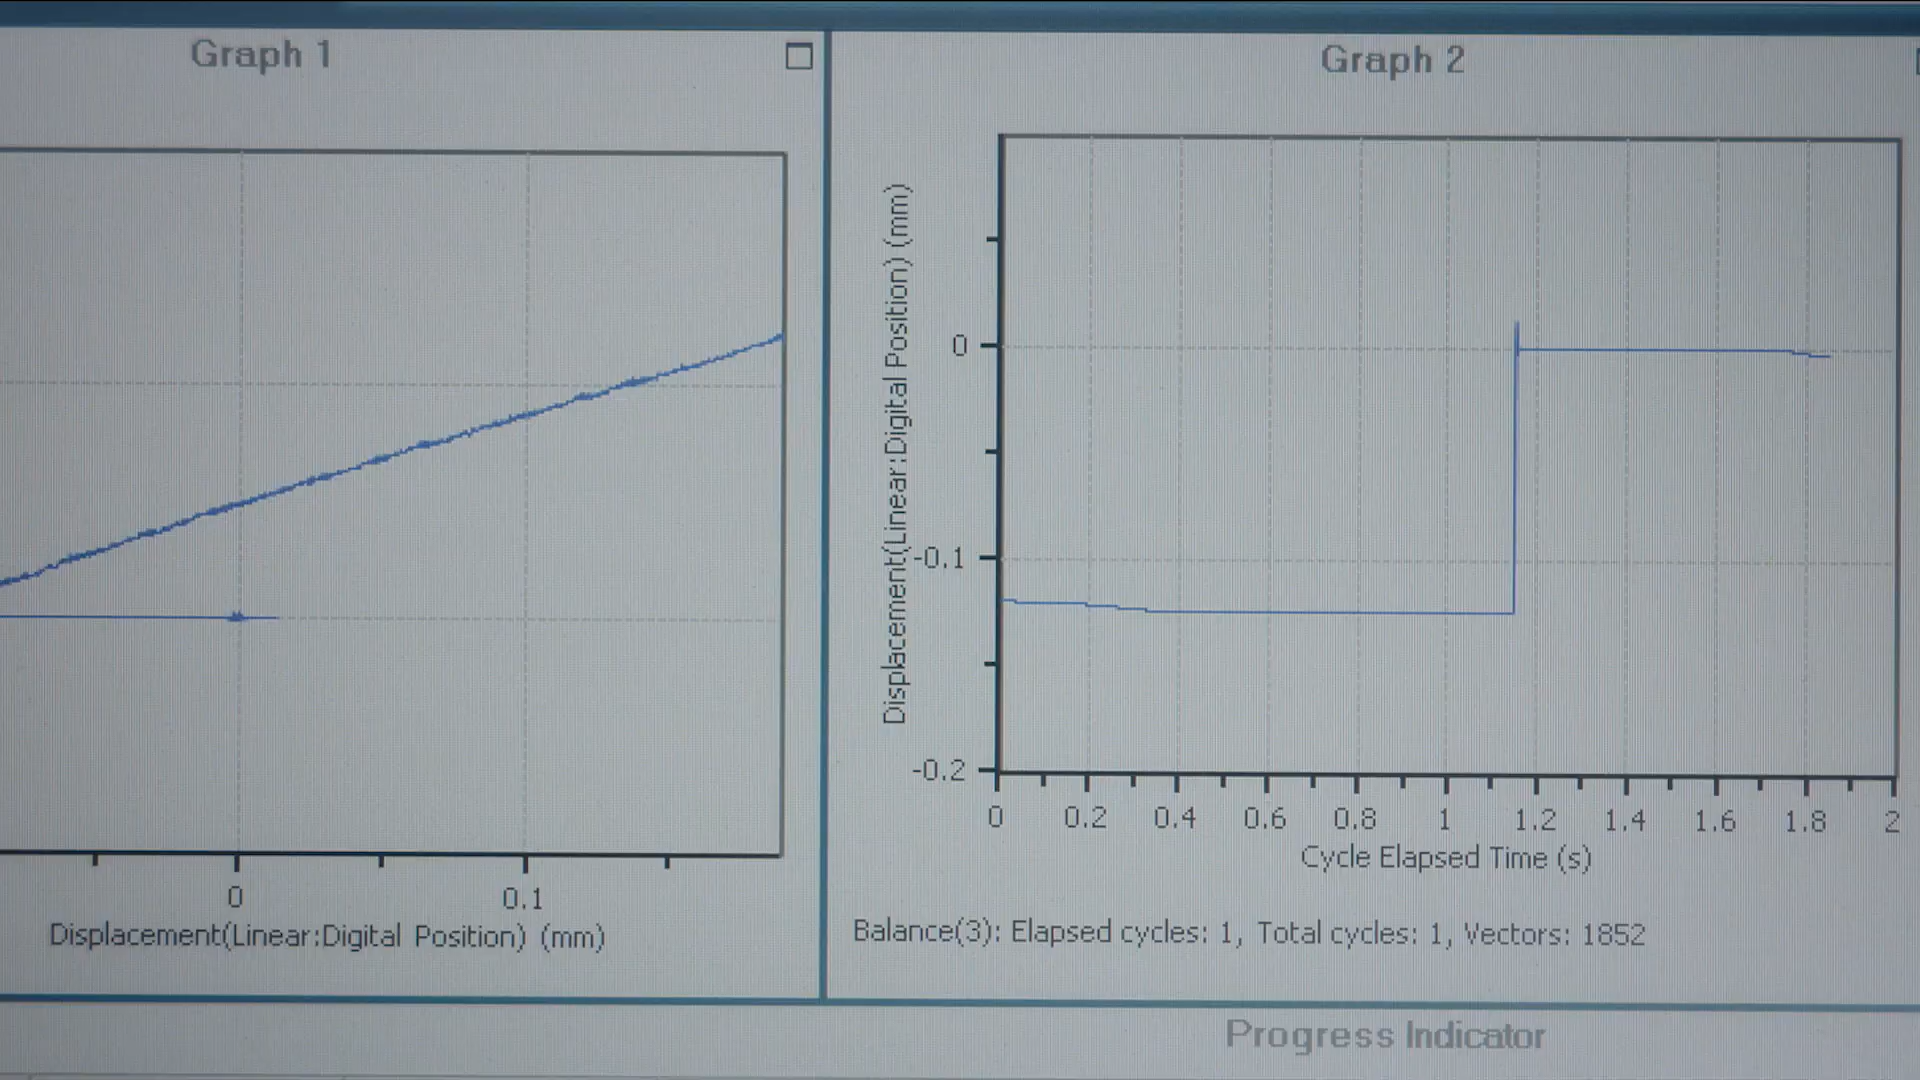 Graph 1
0
0.1
Displacement(Linear:Digital Position) (mm)
Graph 2
Displacement(Linear:Digital Position) (mm)
0
-0.1
-0.2
0
0.2
0.4
0.6
0.8
1
1.2
1.4
1.6
1.8
2
Cycle Elapsed Time (s)
Balance(3): Elapsed cycles: 1, Total cycles: 1, Vectors: 1852
Progress Indicator